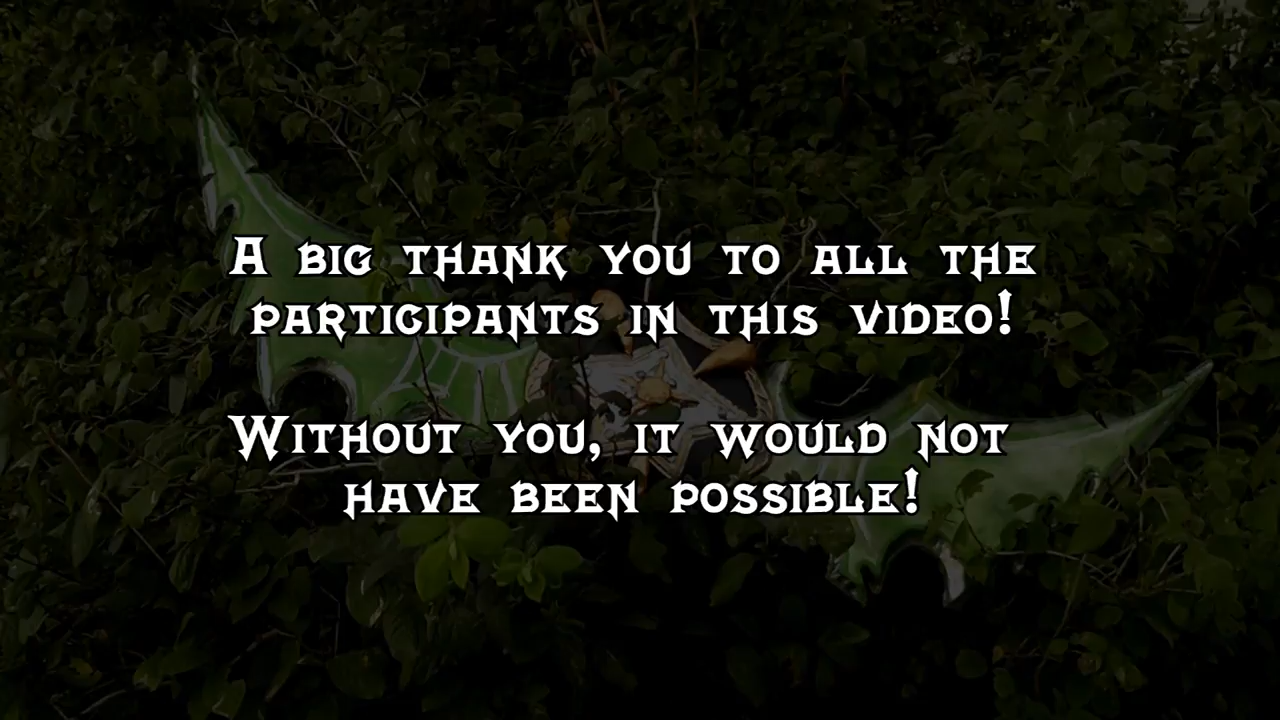 A big thank you to all the
participants in this video!
Without you, it would not
have been possible!